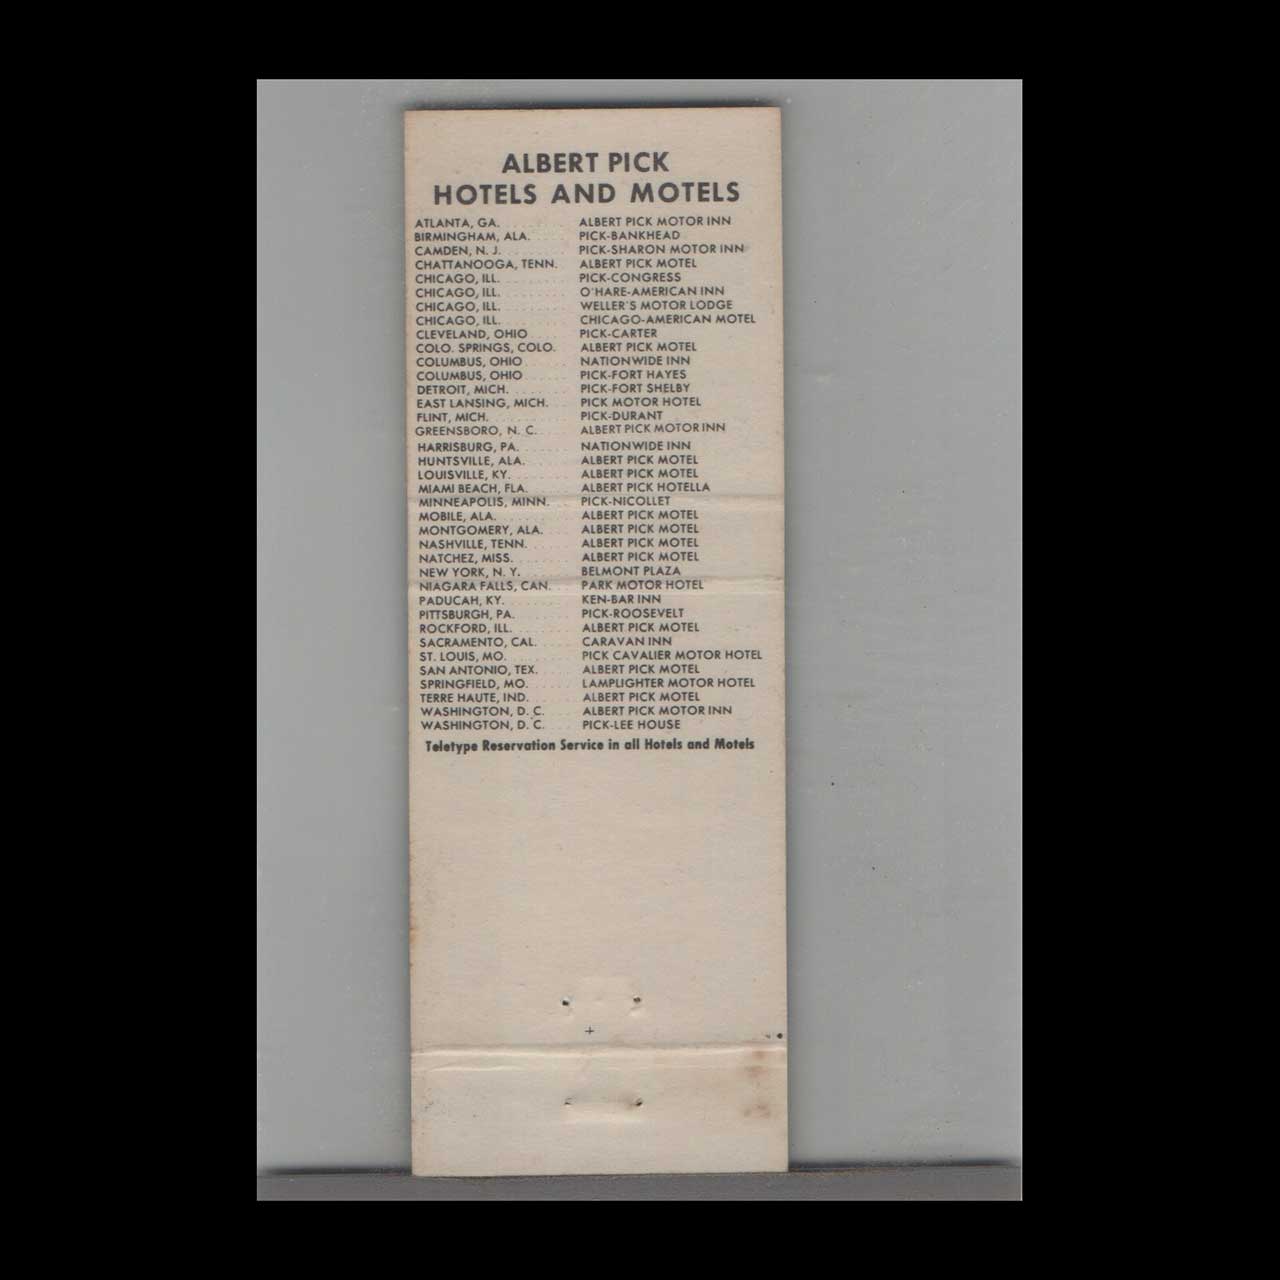 ALBERT PICK
HOTELS AND MOTELS
ATLANTA, GA. . . . . . . . ALBERT PICK MOTOR INN
BIRMINGHAM, ALA. . . . . PICK-BANKHEAD
CAMDEN, N. J. . . . . . . . PICK-SHARON MOTOR INN
CHATTANOOGA, TENN. ALBERT PICK MOTEL
CHICAGO, ILL. . . . . . . . PICK-CONGRESS
CHICAGO, ILL. . . . . . . . O'HARE-AMERICAN INN
CHICAGO, ILL. . . . . . . . WELLER'S MOTOR LODGE
CHICAGO, ILL. . . . . . . . CHICAGO-AMERICAN MOTEL
CLEVELAND, OHIO . . . . PICK-CARTER
COLO. SPRINGS, COLO. ALBERT PICK MOTEL
COLUMBUS, OHIO . . . . . NATIONWIDE INN
COLUMBUS, OHIO . . . . . PICK-FORT HAYES
DETROIT, MICH. . . . . . . PICK-FORT SHELBY
EAST LANSING, MICH. . . PICK MOTOR HOTEL
FLINT, MICH. . . . . . . . . PICK-DURANT
GREENSBORO, N. C. . . . ALBERT PICK MOTOR INN
HARRISBURG, PA. . . . . . NATIONWIDE INN
HUNTSVILLE, ALA. . . . . ALBERT PICK MOTEL
LOUISVILLE, KY. . . . . . . ALBERT PICK MOTEL
MIAMI BEACH, FLA. . . . . ALBERT PICK HOTELLA
MINNEAPOLIS, MINN. . . PICK-NICOLLET
MOBILE, ALA. . . . . . . . . ALBERT PICK MOTEL
MONTGOMERY, ALA. . . . ALBERT PICK MOTEL
NASHVILLE, TENN. . . . . ALBERT PICK MOTEL
NATCHEZ, MISS. . . . . . . ALBERT PICK MOTEL
NEW YORK, N. Y. . . . . . BELMONT PLAZA
NIAGARA FALLS, CAN. . . PARK MOTOR HOTEL
PADUCAH, KY. . . . . . . . KEN-BAR INN
PITTSBURGH, PA. . . . . . PICK-ROOSEVELT
ROCKFORD, ILL. . . . . . . ALBERT PICK MOTEL
SACRAMENTO, CAL. . . . CARAVAN INN
ST. LOUIS, MO. . . . . . . . PICK CAVALIER MOTOR HOTEL
SAN ANTONIO, TEX. . . . ALBERT PICK MOTEL
SPRINGFIELD, MO. . . . . LAMPLIGHTER MOTOR HOTEL
TERRE HAUTE, IND. . . . . ALBERT PICK MOTEL
WASHINGTON, D. C. . . . ALBERT PICK MOTOR INN
WASHINGTON, D. C. . . . PICK-LEE HOUSE
Teletype Reservation Service in all Hotels and Motels